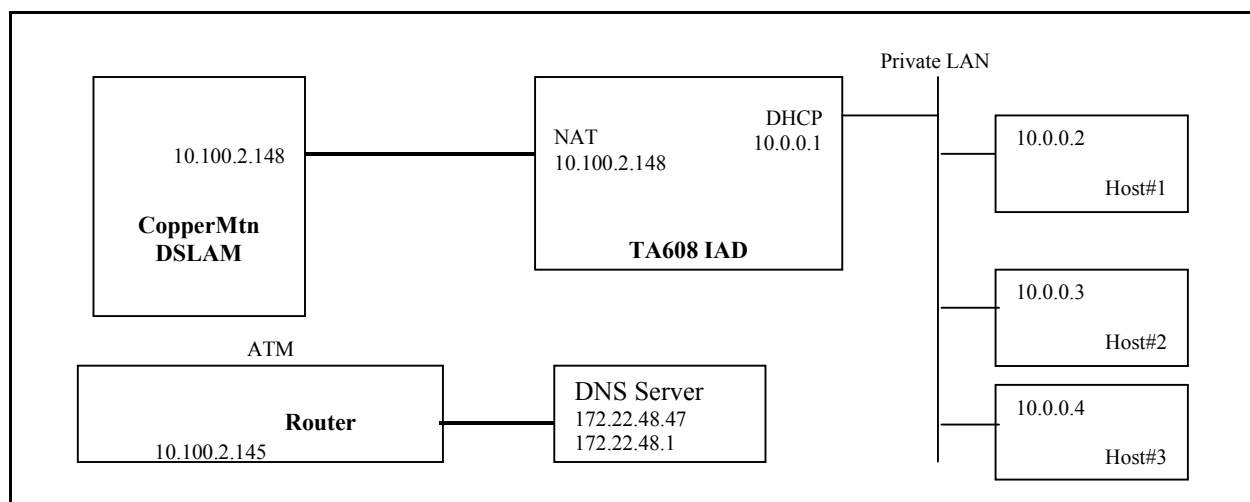 Private LAN
10.100.2.148
CopperMtn
DSLAM
NAT
10.100.2.148
DHCP
10.0.0.1
TA608 IAD
10.0.0.2
Host#1
10.0.0.3
Host#2
10.0.0.4
Host#3
ATM
Router
10.100.2.145
DNS Server
172.22.48.47
172.22.48.1